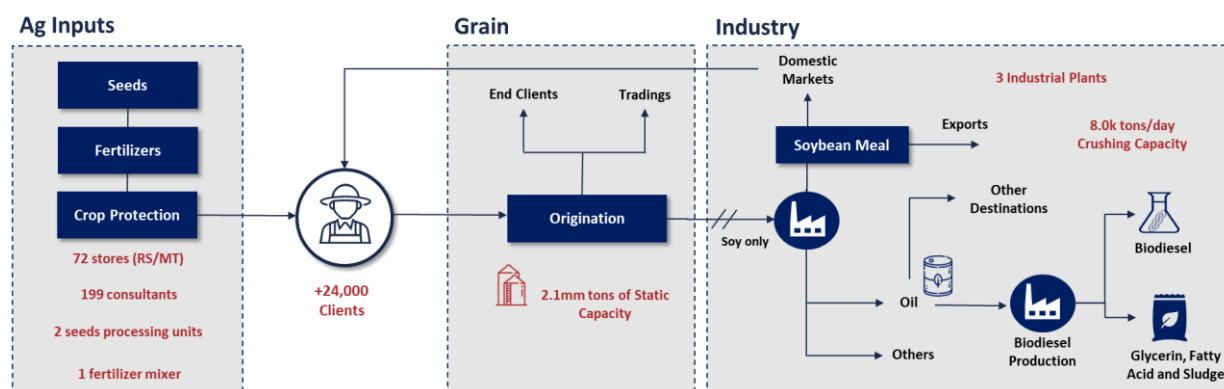 Ag Inputs
Seeds
Fertilizers
Crop Protection
72 stores (RS/MT)
199 consultants
2 seeds processing units
1 fertilizer mixer
+24,000
Clients
Grain
End Clients
Tradings
Origination
2.1mm tons of Static
Capacity
Industry
Domestic
Markets
3 Industrial Plants
Soybean Meal
Exports
8.0k tons/day
Crushing Capacity
Soy only
Other
Destinations
Oil
Others
Biodiesel
Production
Biodiesel
Glycerin, Fatty
Acid and Sludge